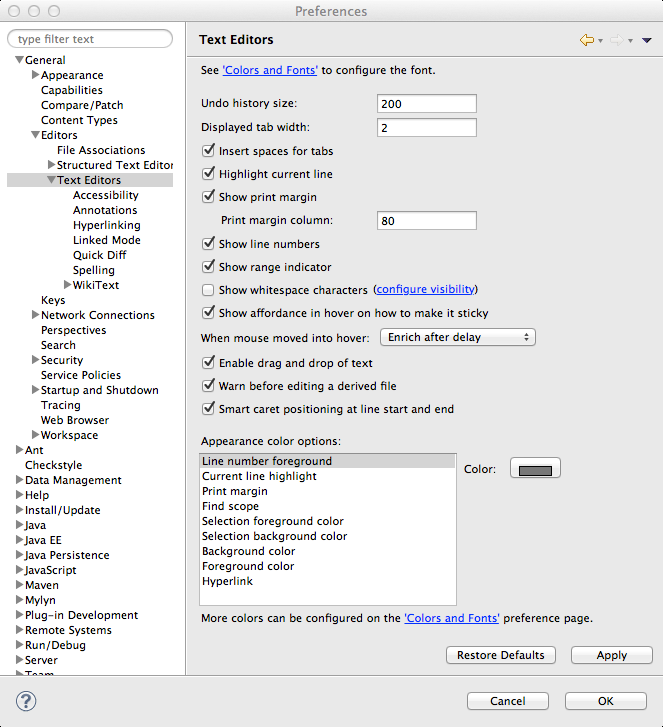 Preferences
type filter text
General
Appearance
Capabilities
Compare/Patch
Content Types
Editors
File Associations
Structured Text Editor
Text Editors
Accessibility
Annotations
Hyperlinking
Linked Mode
Quick Diff
Spelling
WikiText
Keys
Network Connections
Perspectives
Search
Security
Service Policies
Startup and Shutdown
Tracing
Web Browser
Workspace
Ant
Checkstyle
Data Management
Help
Install/Update
Java
Java EE
Java Persistence
JavaScript
Maven
Mylyn
Plug-in Development
Remote Systems
Run/Debug
Server
Team
Text Editors
See 'Colors and Fonts' to configure the font.
Undo history size: 200
Displayed tab width: 2
Insert spaces for tabs
Highlight current line
Show print margin
Print margin column: 80
Show line numbers
Show range indicator
Show whitespace characters (configure visibility)
Show affordance in hover on how to make it sticky
When mouse moved into hover: Enrich after delay
Enable drag and drop of text
Warn before editing a derived file
Smart caret positioning at line start and end
Appearance color options:
Line number foreground
Current line highlight
Print margin
Find scope
Selection foreground color
Selection background color
Background color
Foreground color
Hyperlink
Color:
More colors can be configured on the 'Colors and Fonts' preference page.
Restore Defaults Apply
? Cancel OK